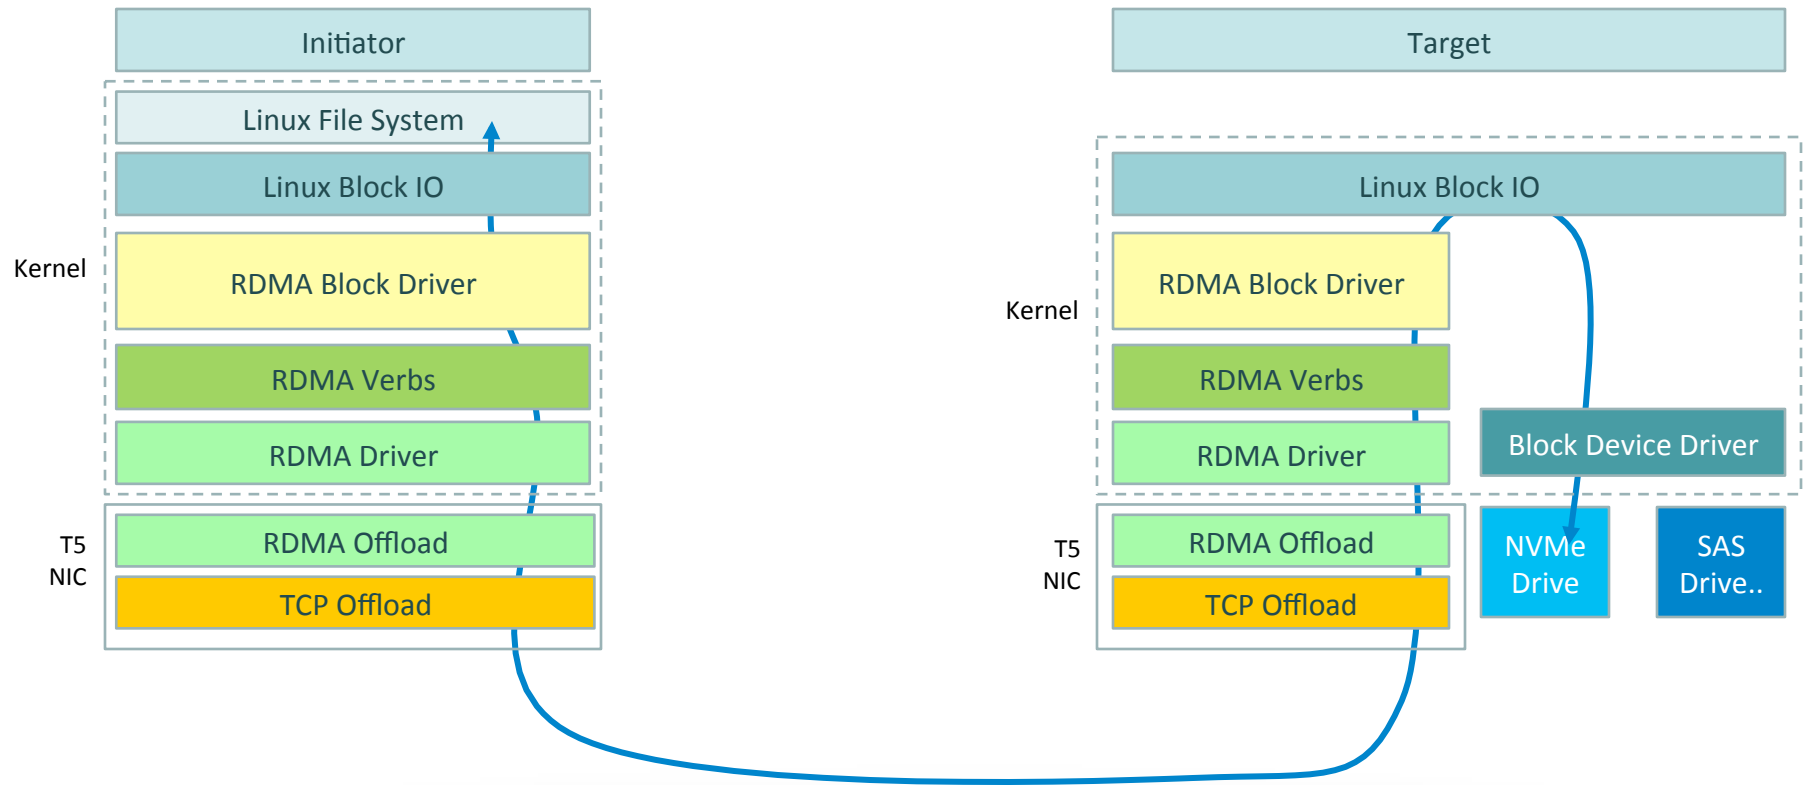 Initiator
Linux File System
Linux Block IO
Kernel
RDMA Block Driver
RDMA Verbs
RDMA Driver
T5
NIC
RDMA Offload
TCP Offload
Target
Linux Block IO
Kernel
RDMA Block Driver
RDMA Verbs
RDMA Driver
Block Device Driver
T5
NIC
RDMA Offload
TCP Offload
NVMe
Drive
SAS
Drive..